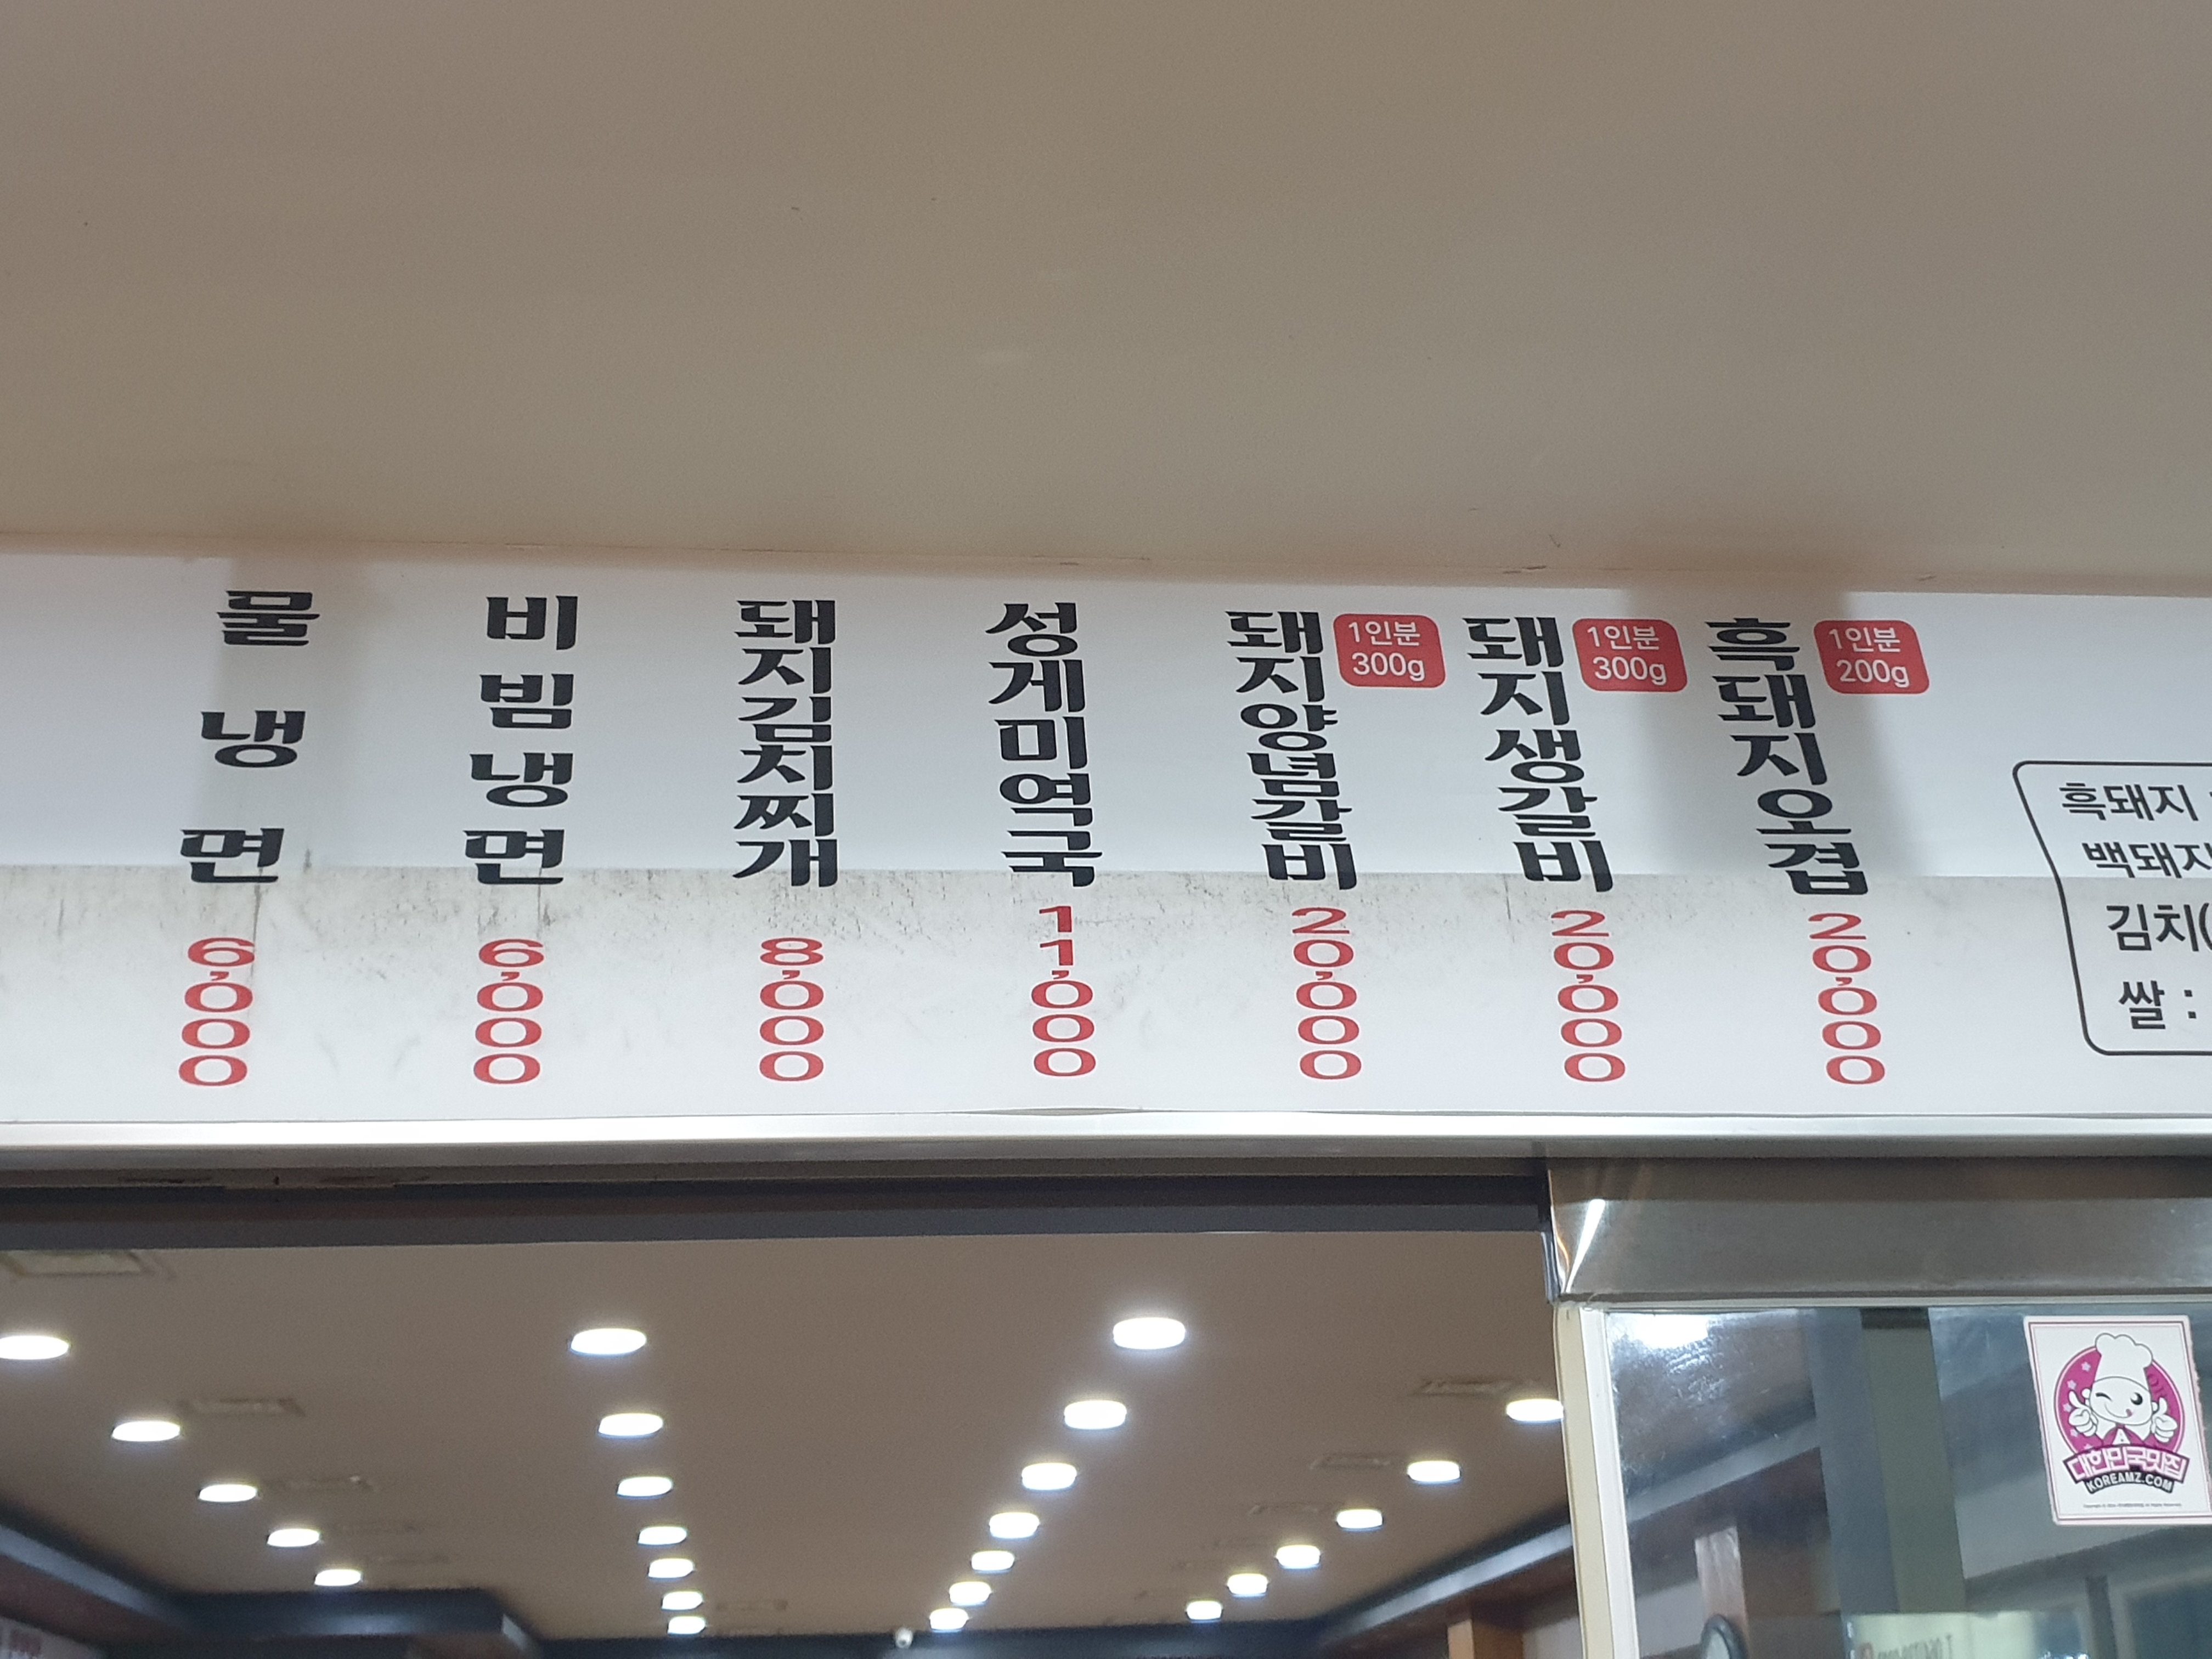 물냉면
6,000
비빔냉면
6,000
돼지김치찌개
8,000
성게미역국
11,000
돼지양념갈비
1인분
300g
20,000
돼지생갈비
1인분
300g
20,000
흑돼지오겹
1인분
200g
20,000
흑돼지
백돼지
김치(
쌀 :
대한민국맛집
KOREAMZ.COM